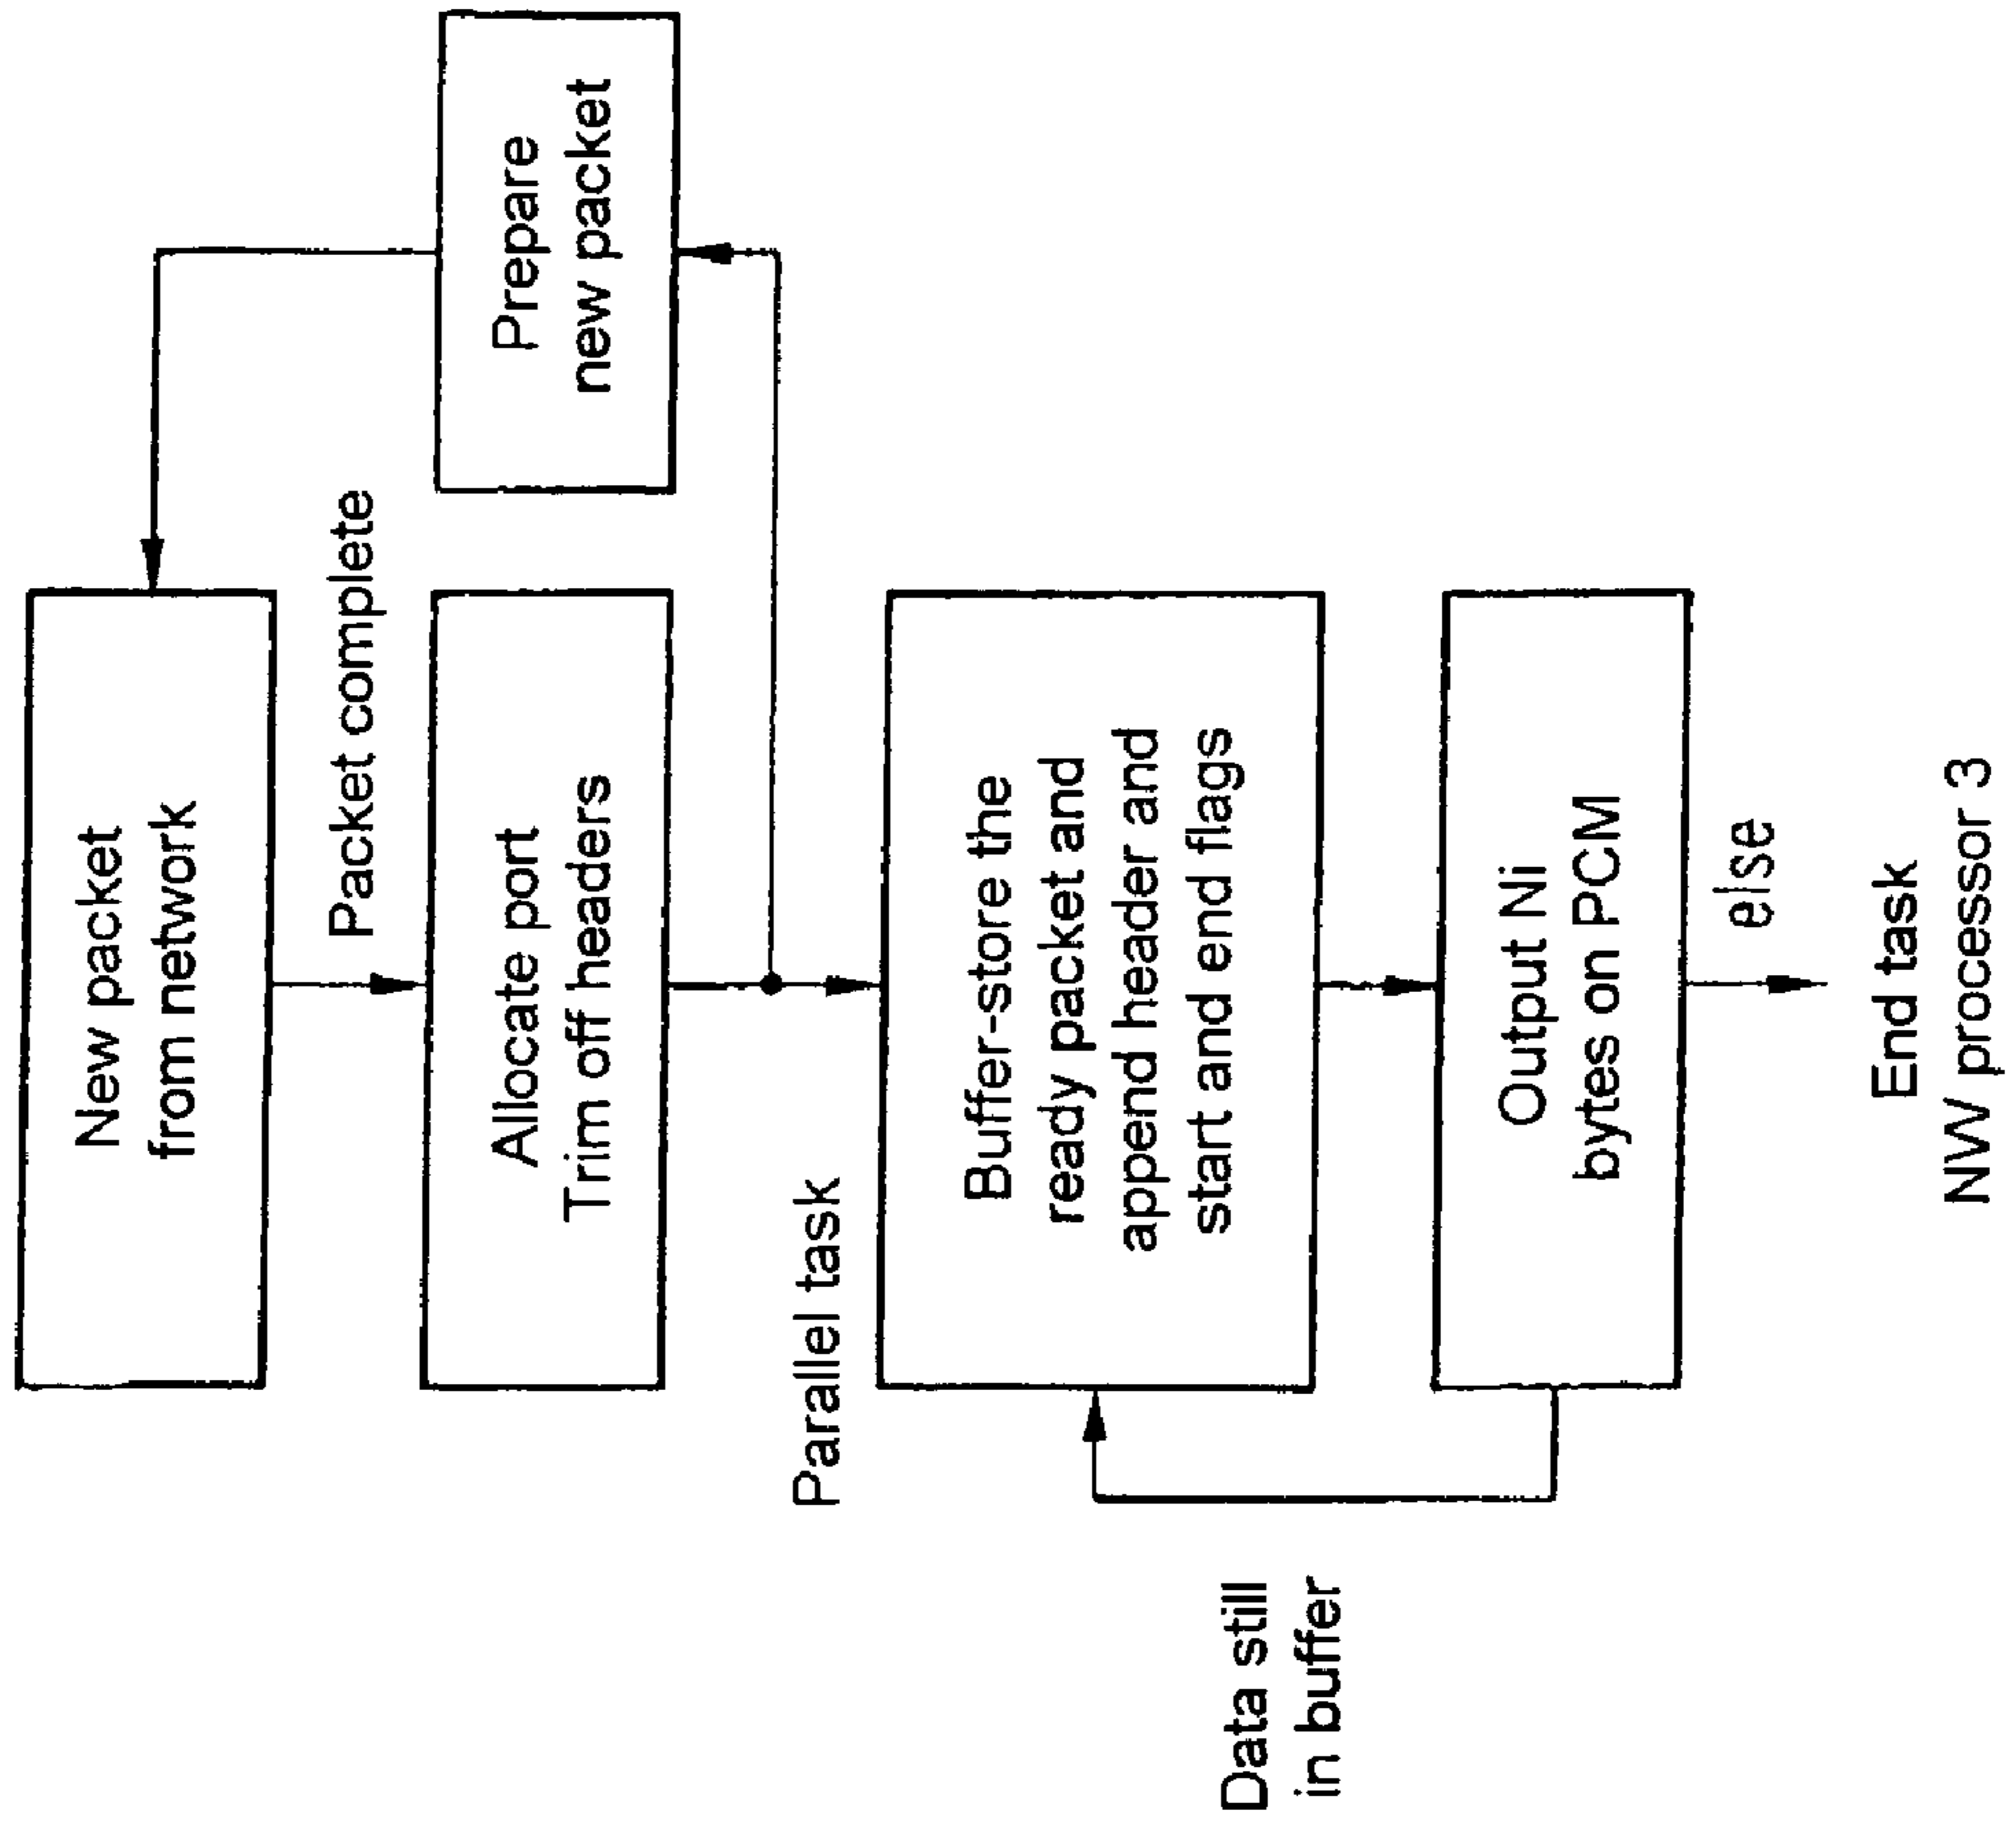 New packet
from network
Packet complete
Prepare
new packet
Allocate port
Trim off headers
Parallel task
Buffer-store the
ready packet and
append header and
start and end flags
Data still
in buffer
Output Ni
bytes on PCM
else
End task
NW processor 3